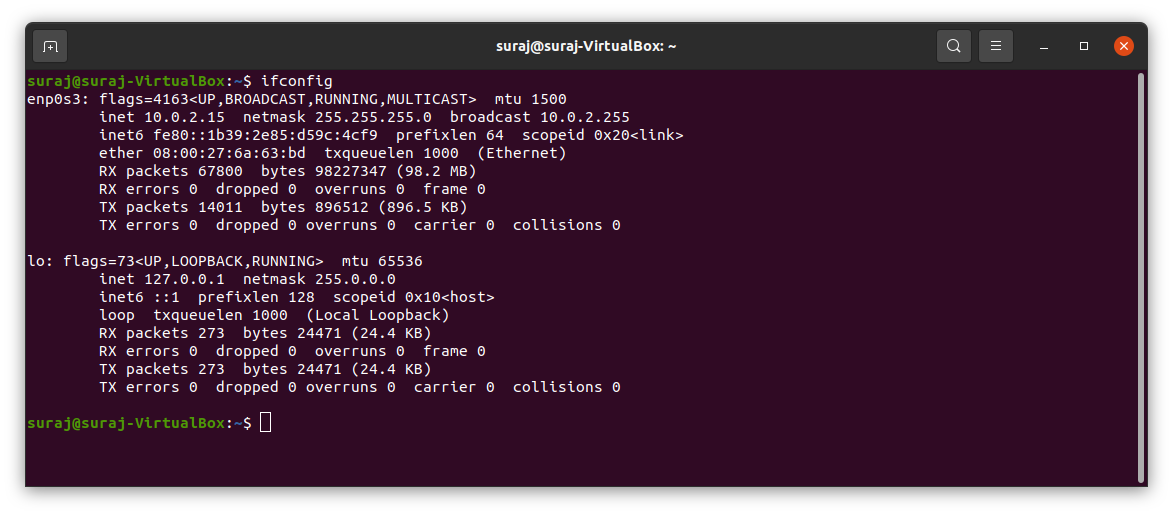 suraj@suraj-VirtualBox: ~
suraj@suraj-VirtualBox:~$ ifconfig
enp0s3: flags=4163<UP,BROADCAST,RUNNING,MULTICAST>  mtu 1500
        inet 10.0.2.15  netmask 255.255.255.0  broadcast 10.0.2.255
        inet6 fe80::1b39:2e85:d59c:4cf9  prefixlen 64  scopeid 0x20<link>
        ether 08:00:27:6a:63:bd  txqueuelen 1000  (Ethernet)
        RX packets 67800  bytes 98227347 (98.2 MB)
        RX errors 0  dropped 0  overruns 0  frame 0
        TX packets 14011  bytes 896512 (896.5 KB)
        TX errors 0  dropped 0 overruns 0  carrier 0  collisions 0

lo: flags=73<UP,LOOPBACK,RUNNING>  mtu 65536
        inet 127.0.0.1  netmask 255.0.0.0
        inet6 ::1  prefixlen 128  scopeid 0x10<host>
        loop  txqueuelen 1000  (Local Loopback)
        RX packets 273  bytes 24471 (24.4 KB)
        RX errors 0  dropped 0  overruns 0  frame 0
        TX packets 273  bytes 24471 (24.4 KB)
        TX errors 0  dropped 0 overruns 0  carrier 0  collisions 0

suraj@suraj-VirtualBox:~$